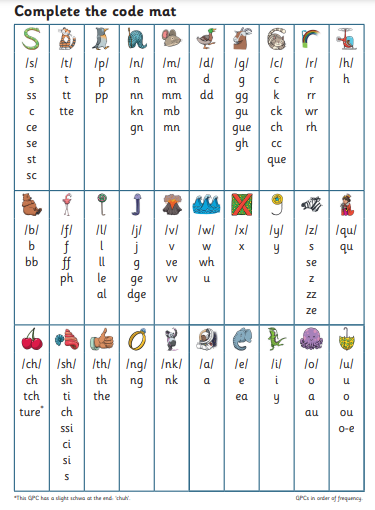 Complete the code mat
/s/ /t/ /p/ /n/ /m/ /d/ /g/ /c/ /r/ /h/
s t p n m d g c r h
ss tt pp nn mm dd gg k rr
c tte kn mb gu ck wr
ce gn mn gue ch rh
se gh cc
st que
sc
/b/ /f/ /l/ /j/ /v/ /w/ /x/ /y/ /z/ /qu/
b f l j v w x y s qu
bb ff ll g ve wh se
ph le ge vv u z
al dge zz
ze
/ch/ /sh/ /th/ /ng/ /nk/ /a/ /e/ /i/ /o/ /u/
ch sh th ng nk a e i o u
tch ti the ea y a o
ture* ch au ou
ssi o-e
ci
si
s
*This GPC has a slight schwa at the end: 'chuh'.
GPCs in order of frequency.